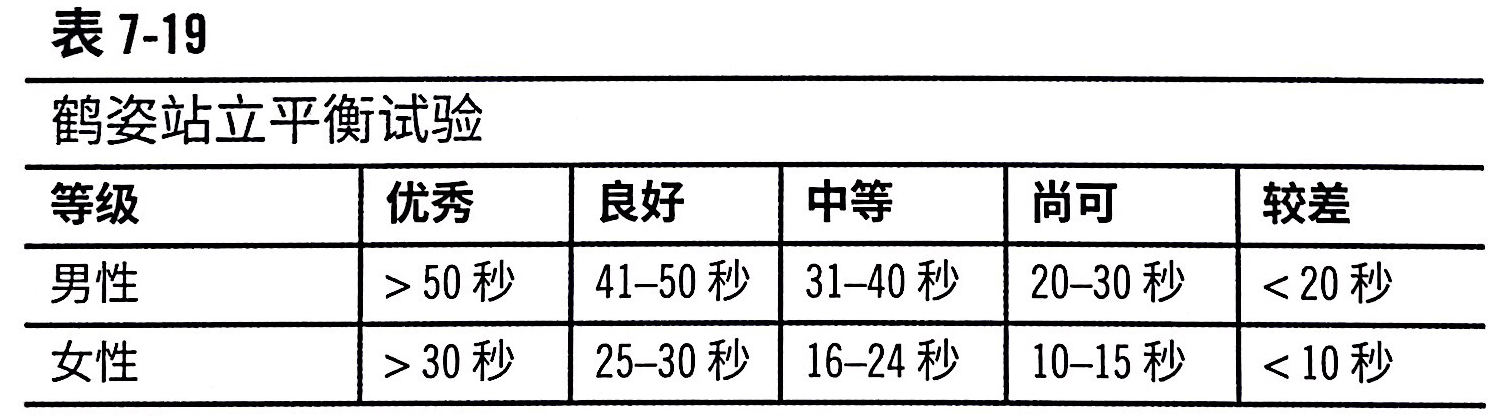 表 7-19
鹤姿站立平衡试验
等级 优秀 良好 中等 尚可 较差
男性 > 50 秒 41–50 秒 31–40 秒 20–30 秒 < 20 秒
女性 > 30 秒 25–30 秒 16–24 秒 10–15 秒 < 10 秒